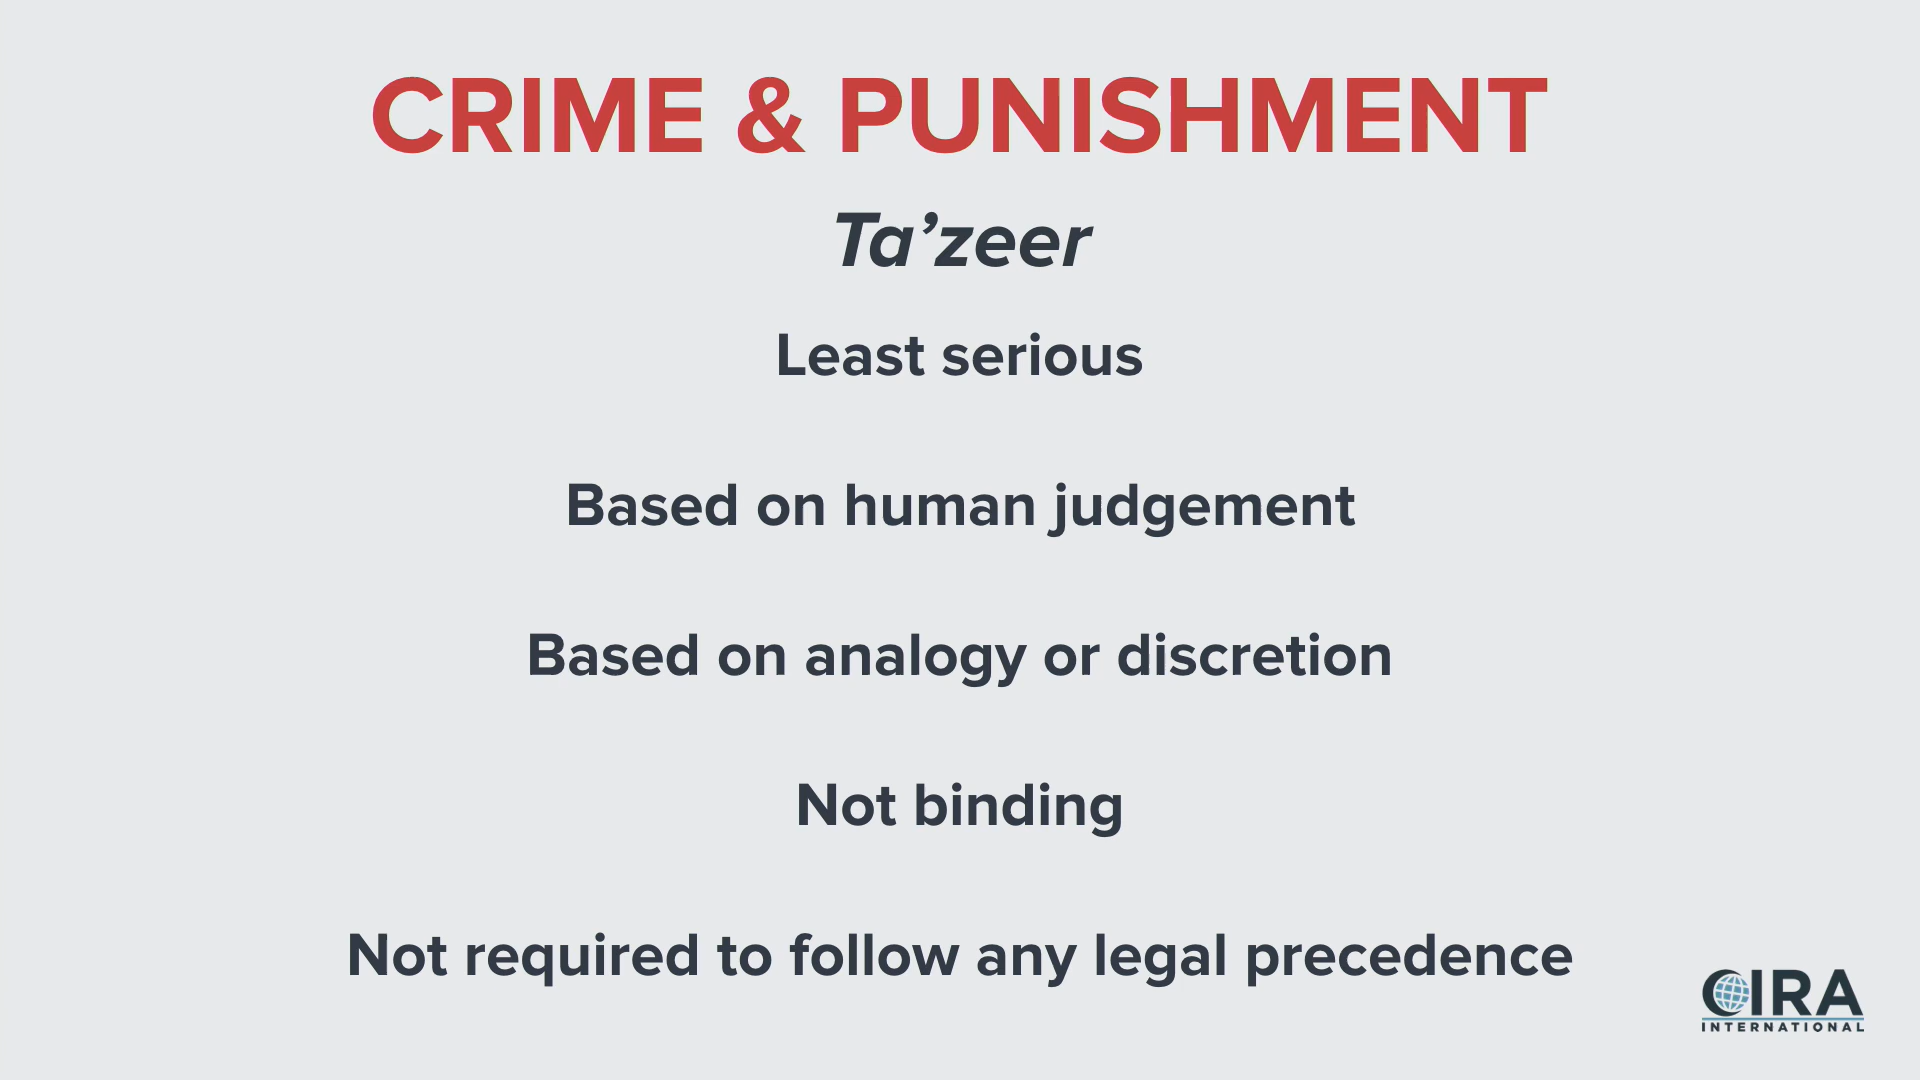 CRIME & PUNISHMENT
Ta’zeer
Least serious
Based on human judgement
Based on analogy or discretion
Not binding
Not required to follow any legal precedence
CIRA
INTERNATIONAL